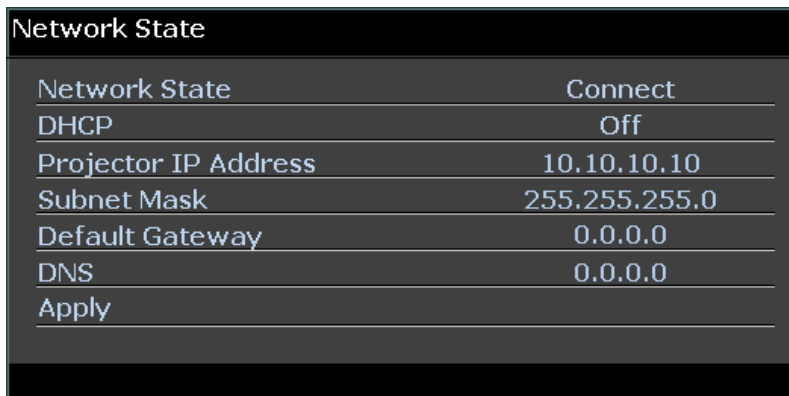 Network State
Network State Connect
DHCP Off
Projector IP Address 10.10.10.10
Subnet Mask 255.255.255.0
Default Gateway 0.0.0.0
DNS 0.0.0.0
Apply